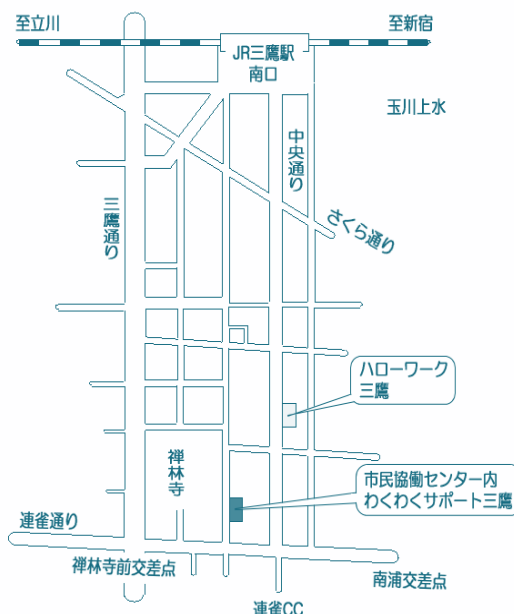 至立川
至新宿
JR三鷹駅
南口
玉川上水
中央通り
三鷹通り
さくら通り
ハローワーク
三鷹
禅林寺
市民協働センター内
わくわくサポート三鷹
連雀通り
禅林寺前交差点
南浦交差点
連雀CC